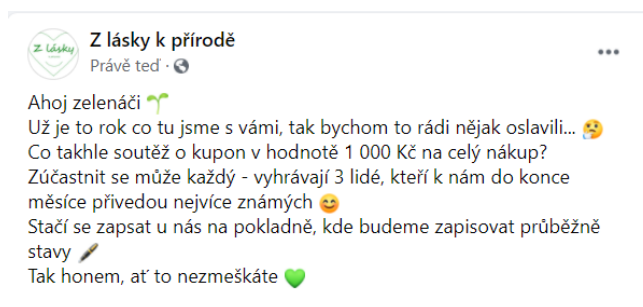 Z lásky
Z lásky k přírodě
Právě teď ·
Ahoj zelenáči 🌱
Už je to rok co tu jsme s vámi, tak bychom to rádi nějak oslavili... 🤔
Co takhle soutěž o kupon v hodnotě 1 000 Kč na celý nákup?
Zúčastnit se může každý - vyhrávají 3 lidé, kteří k nám do konce
měsíce přivedou nejvíce známých 😊
Stačí se zapsat u nás na pokladně, kde budeme zapisovat průběžně
stavy 🖋️
Tak honem, ať to nezmeškáte 💚